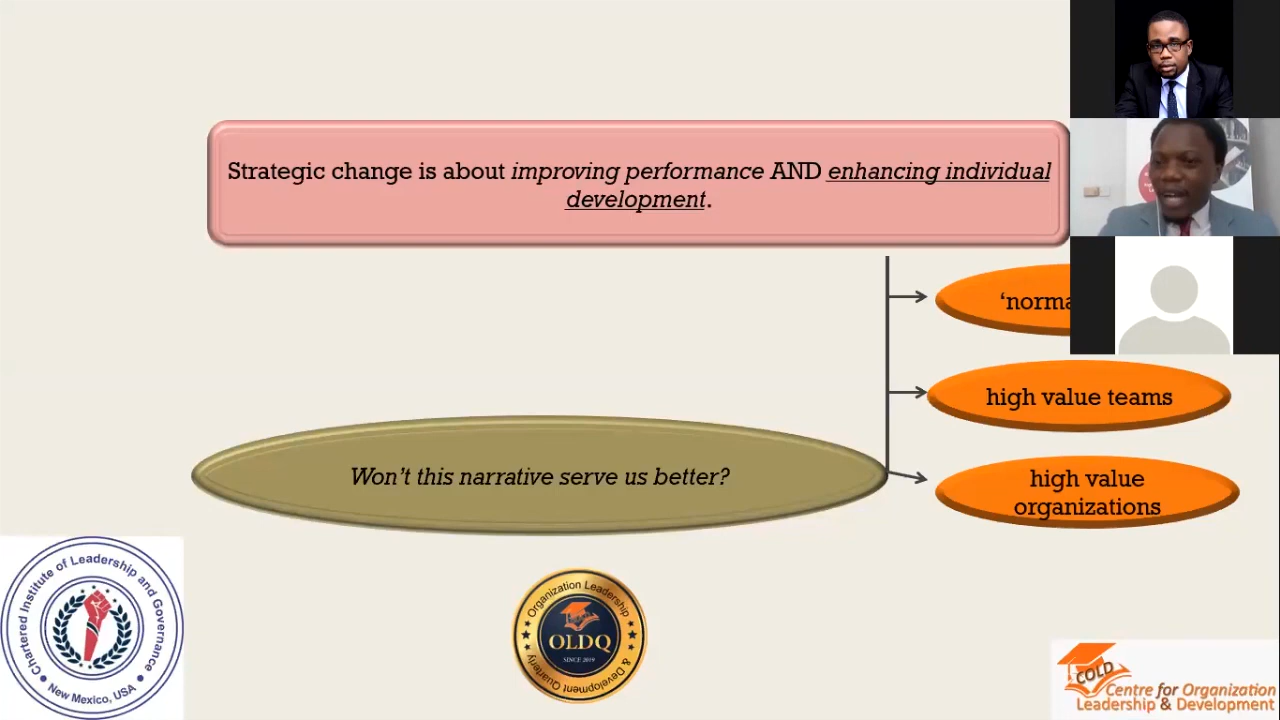 Strategic change is about improving performance AND enhancing individual
development.
high value teams
Won’t this narrative serve us better?
high value
organizations
Chartered Institute of Leadership and Governance
New Mexico, USA
Organization Leadership
OLDQ
SINCE 2019
& Development Quarterly
COLD
Centre for Organization
Leadership & Development